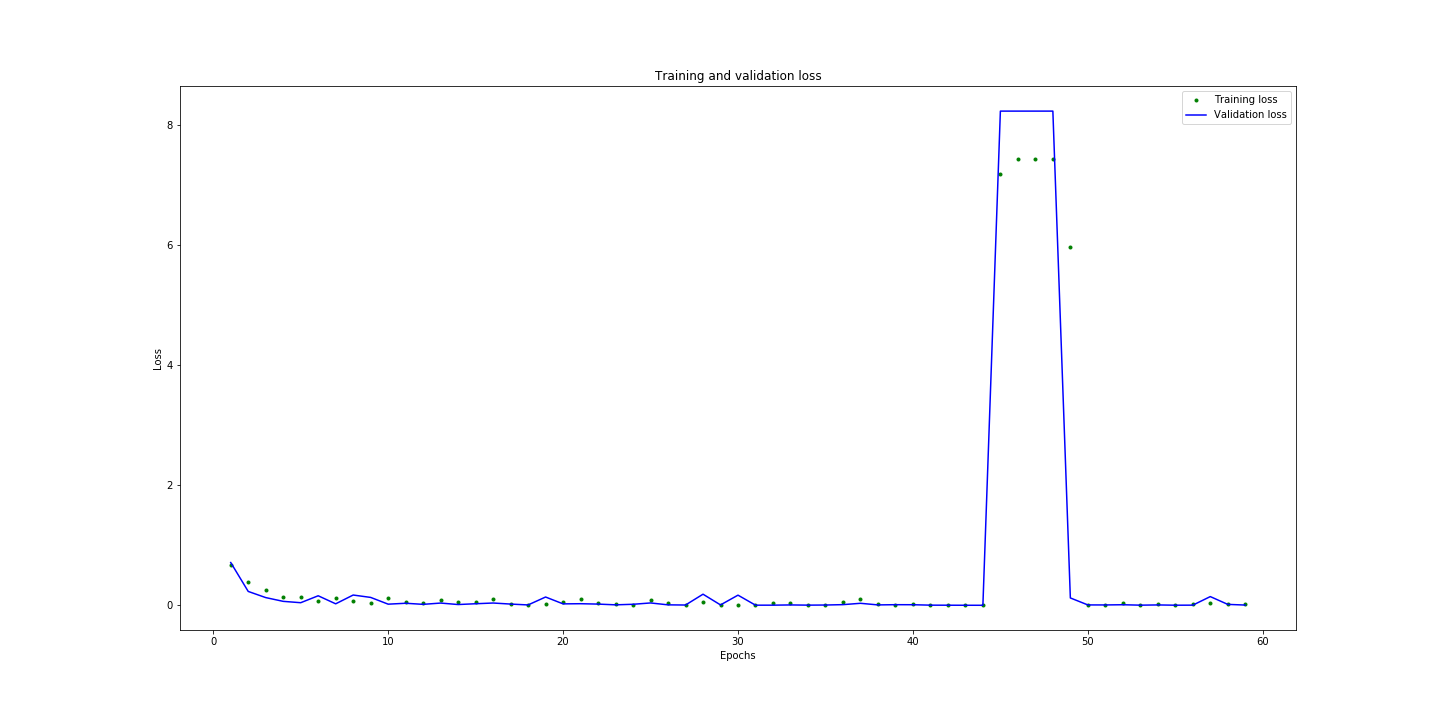 Training and validation loss
Training loss
Validation loss
8
6
4
2
0
Loss
0 10 20 30 40 50 60
Epochs